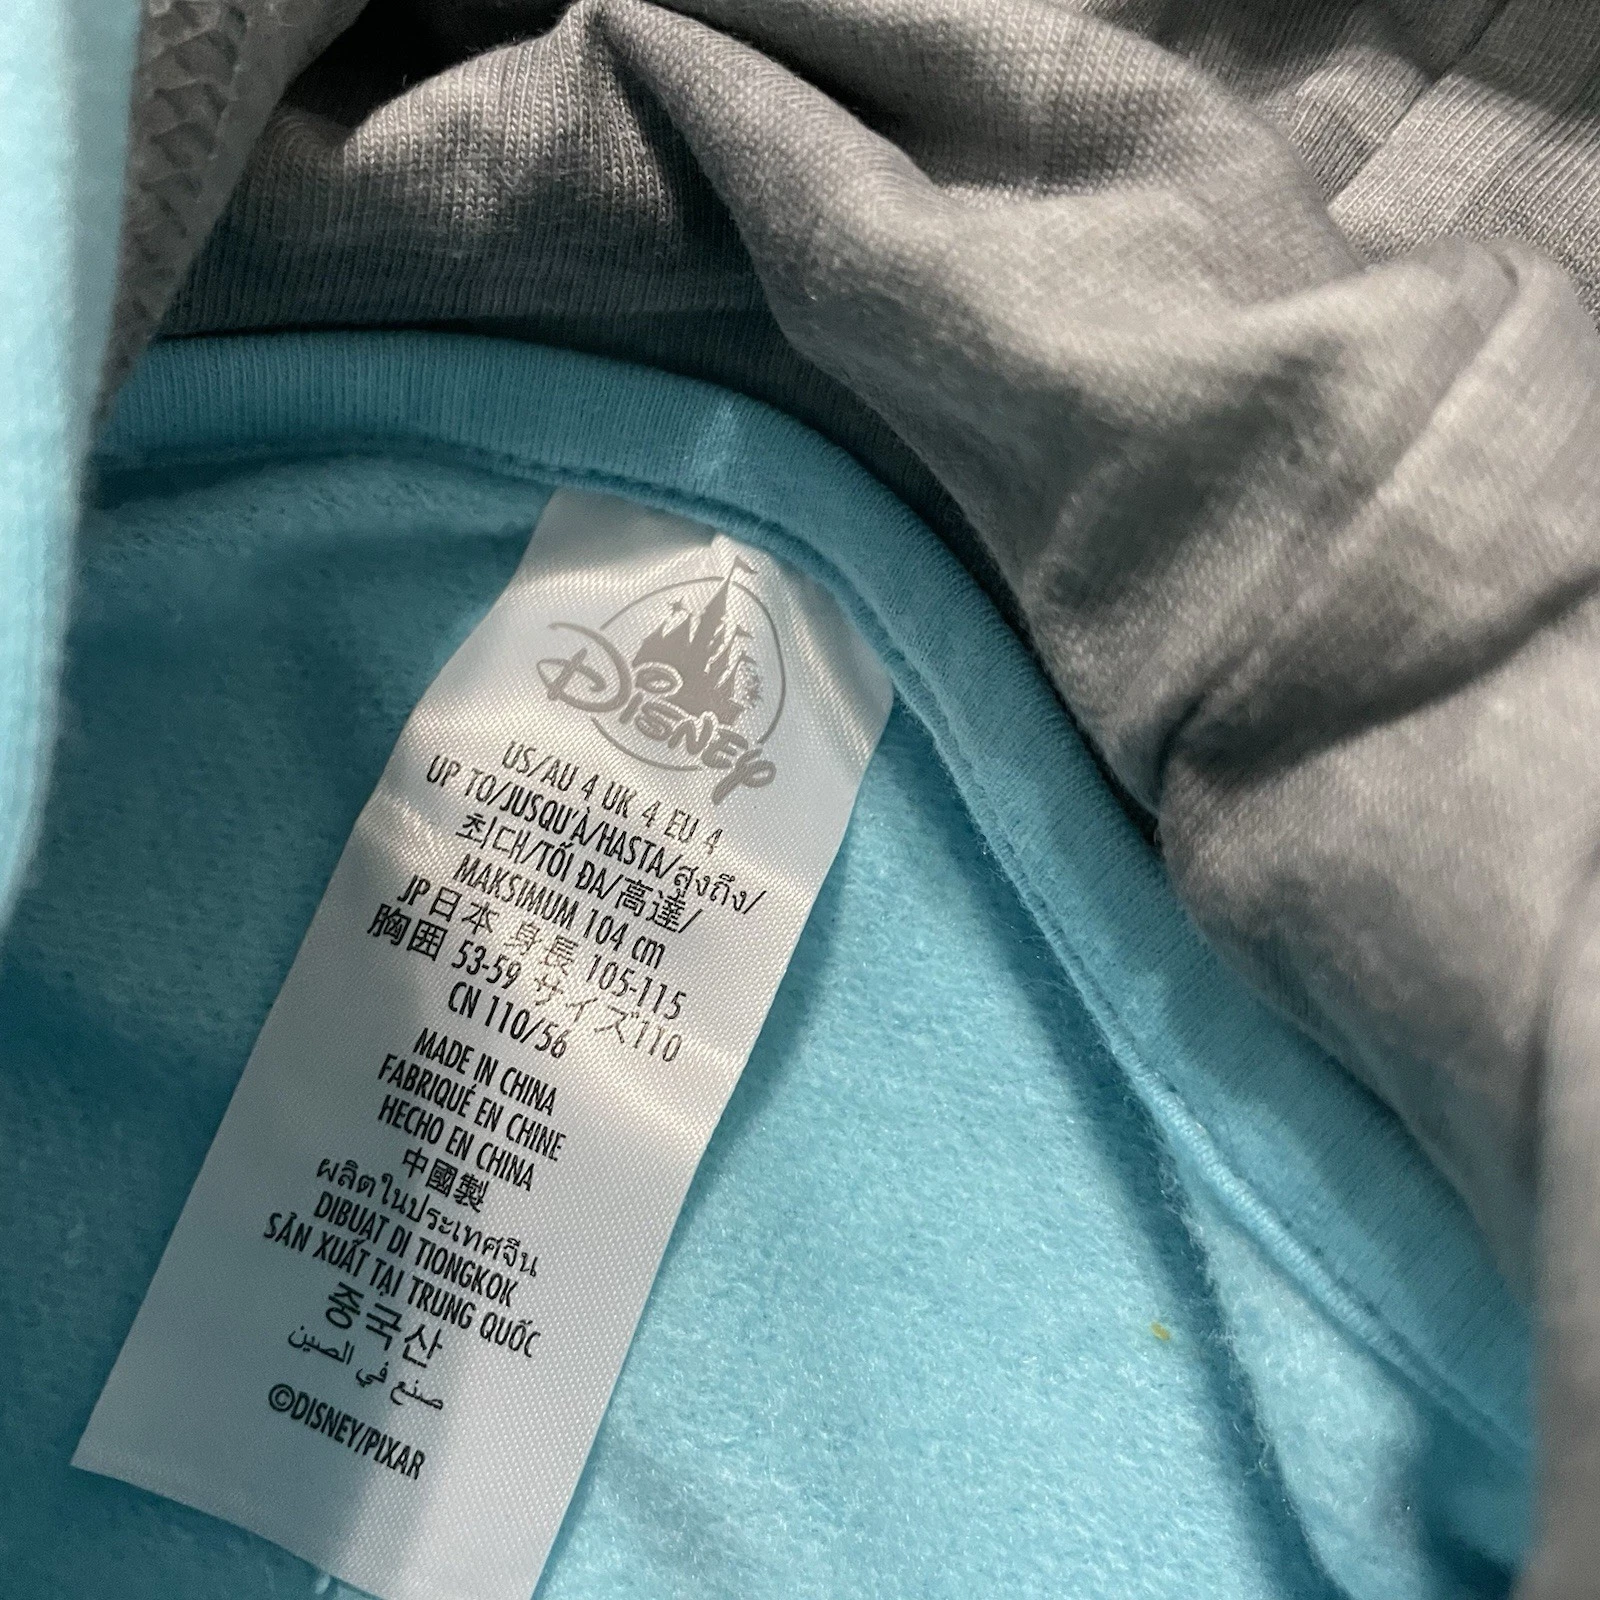 Disney
US/AU 4 UK 4 EU 4
UP TO/JUSQU'À/HASTA/สูงถึง/
최대/TỐI ĐA/高達/
MAKSIMUM 104 cm
JP日本 身長 105-115
胸囲 53-59 サイズ110
CN 110/56
MADE IN CHINA
FABRIQUÉ EN CHINE
HECHO EN CHINA
中國製
ผลิตในประเทศจีน
DIBUAT DI TIONGKOK
SẢN XUẤT TẠI TRUNG QUỐC
중국산
صنع في الصين
©DISNEY/PIXAR